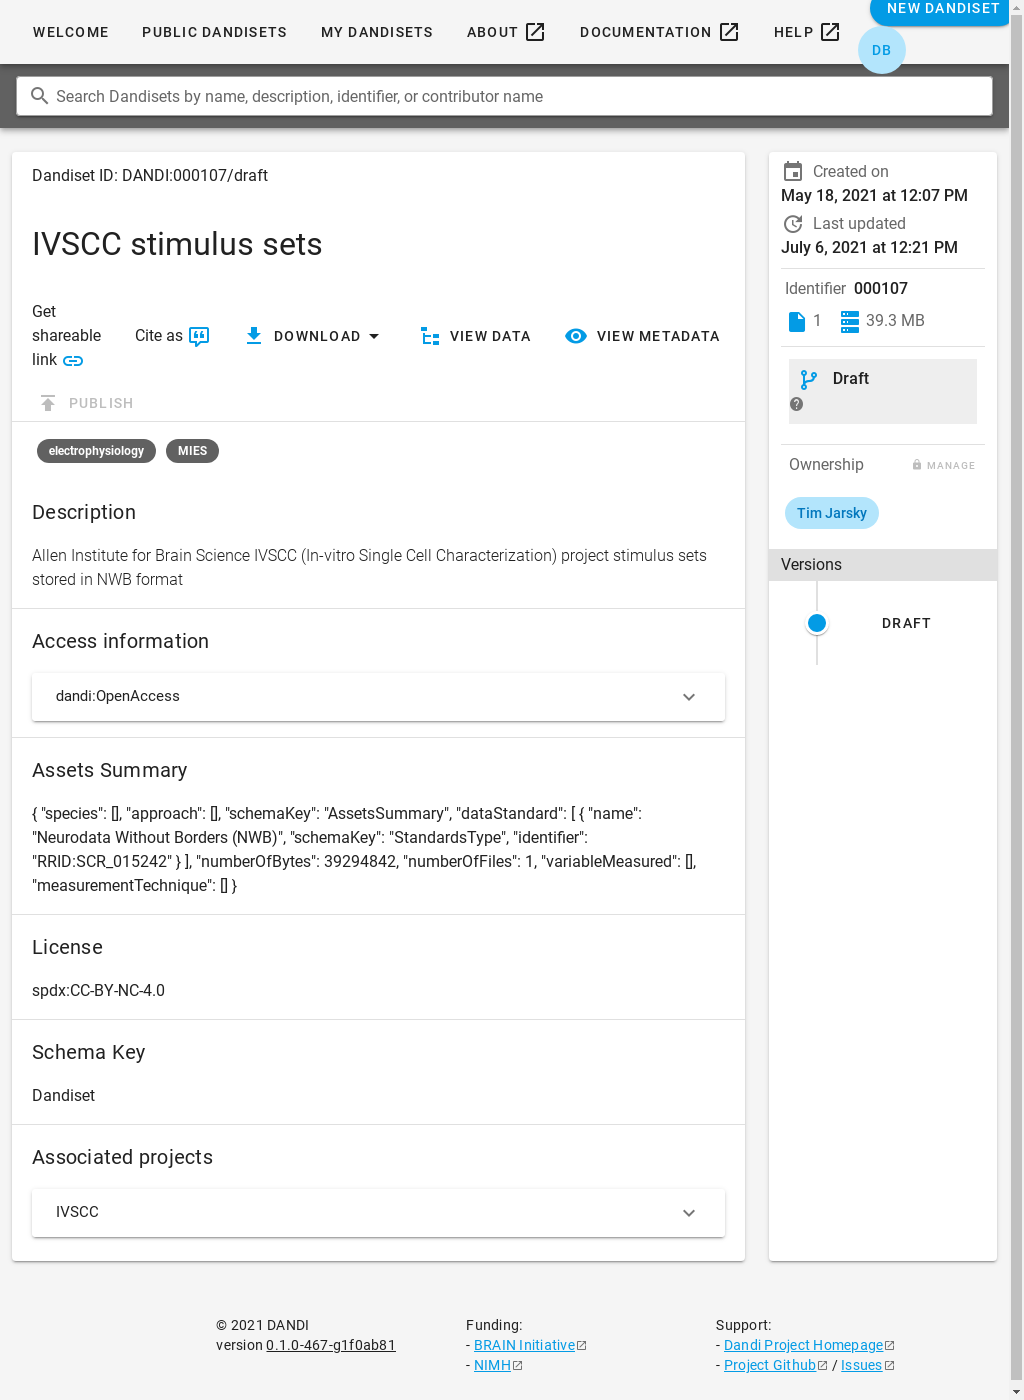 WELCOME
PUBLIC DANDISETS
MY DANDISETS
ABOUT
DOCUMENTATION
HELP
NEW DANDISET
DB
Search Dandisets by name, description, identifier, or contributor name
Dandiset ID: DANDI:000107/draft
IVSCC stimulus sets
Get
shareable
link
Cite as
DOWNLOAD
VIEW DATA
VIEW METADATA
PUBLISH
electrophysiology
MIES
Description
Allen Institute for Brain Science IVSCC (In-vitro Single Cell Characterization) project stimulus sets
stored in NWB format
Access information
dandi:OpenAccess
Assets Summary
{ "species": [], "approach": [], "schemaKey": "AssetsSummary", "dataStandard": [ { "name":
"Neurodata Without Borders (NWB)", "schemaKey": "StandardsType", "identifier":
"RRID:SCR_015242" } ], "numberOfBytes": 39294842, "numberOfFiles": 1, "variableMeasured": [],
"measurementTechnique": [] }
License
spdx:CC-BY-NC-4.0
Schema Key
Dandiset
Associated projects
IVSCC
Created on
May 18, 2021 at 12:07 PM
Last updated
July 6, 2021 at 12:21 PM
Identifier 000107
1
39.3 MB
Draft
Ownership
MANAGE
Tim Jarsky
Versions
DRAFT
© 2021 DANDI
version 0.1.0-467-g1f0ab81
Funding:
- BRAIN Initiative
- NIMH
Support:
- Dandi Project Homepage
- Project Github / Issues